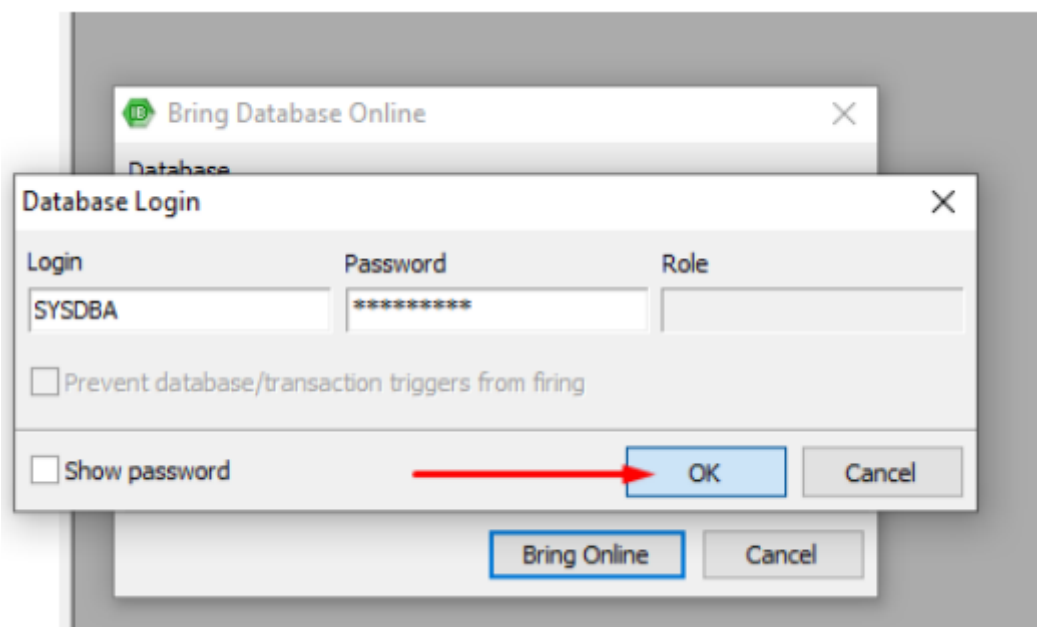 Bring Database Online
Database
Database Login
Login Password Role
SYSDBA *********
Prevent database/transaction triggers from firing
Show password OK Cancel
Bring Online Cancel